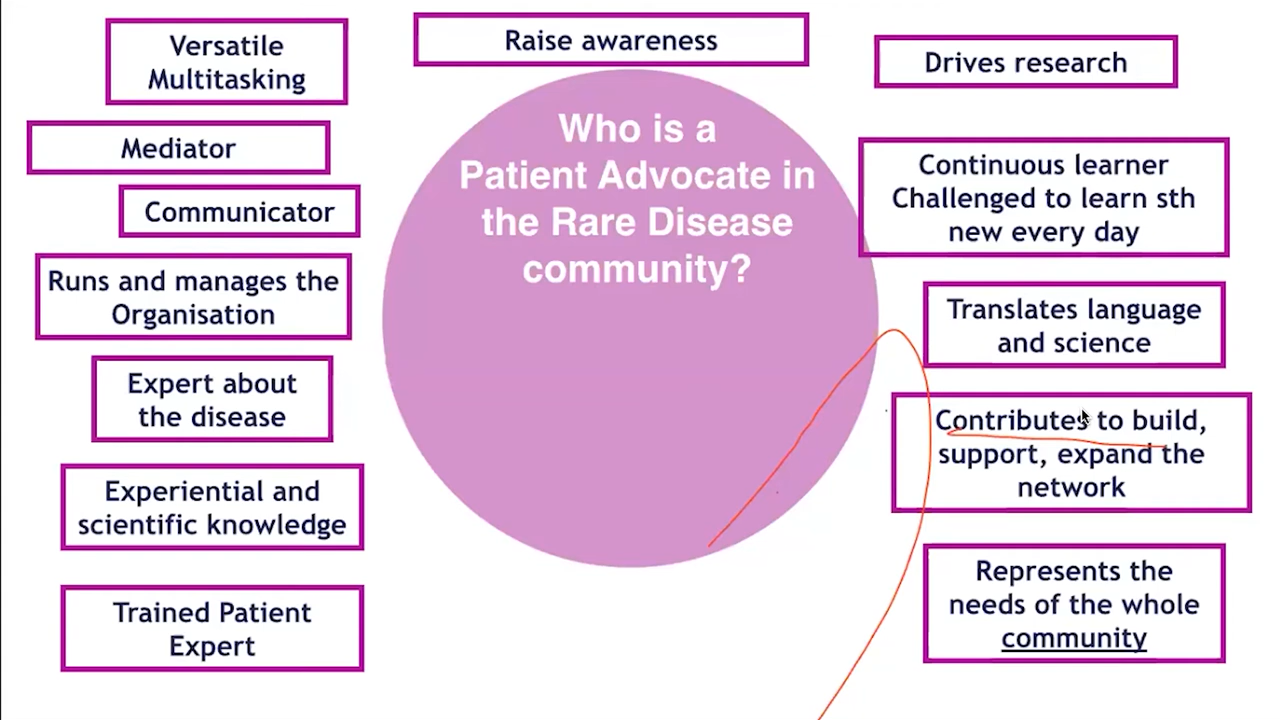 Versatile
Multitasking
Mediator
Communicator
Runs and manages the
Organisation
Expert about
the disease
Experiential and
scientific knowledge
Trained Patient
Expert
Raise awareness
Who is a
Patient Advocate in
the Rare Disease
community?
Drives research
Continuous learner
Challenged to learn sth
new every day
Translates language
and science
Contributes to build,
support, expand the
network
Represents the
needs of the whole
community